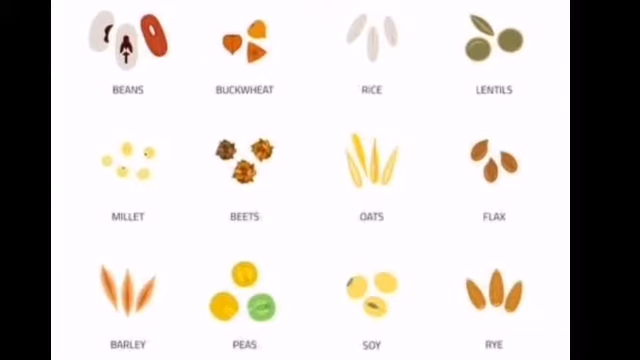 BEANS BUCKWHEAT RICE LENTILS
MILLET BEETS OATS FLAX
BARLEY PEAS SOY RYE